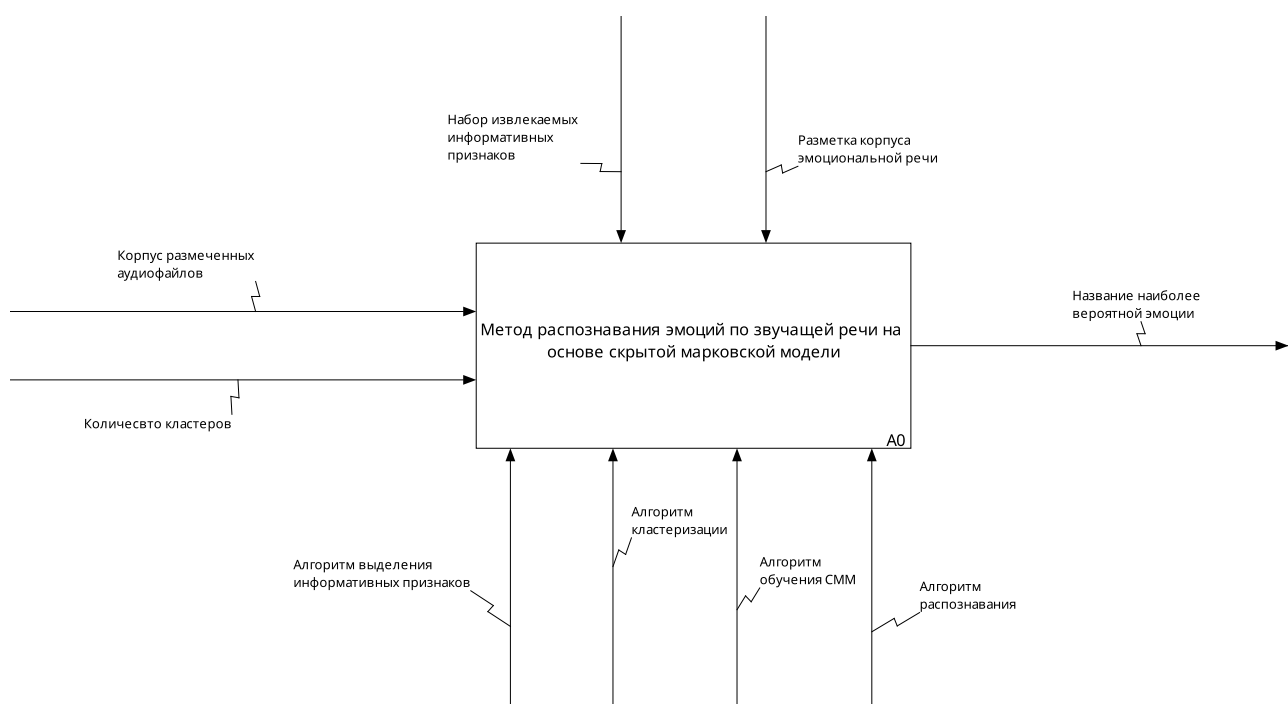 Набор извлекаемых
информативных
признаков
Разметка корпуса
эмоциональной речи
Корпус размеченных
аудиофайлов
Название наиболее
вероятной эмоции
Метод распознавания эмоций по звучащей речи на
основе скрытой марковской модели
Количесвто кластеров
A0
Алгоритм
кластеризации
Алгоритм выделения
информативных признаков
Алгоритм
обучения СММ
Алгоритм
распознавания